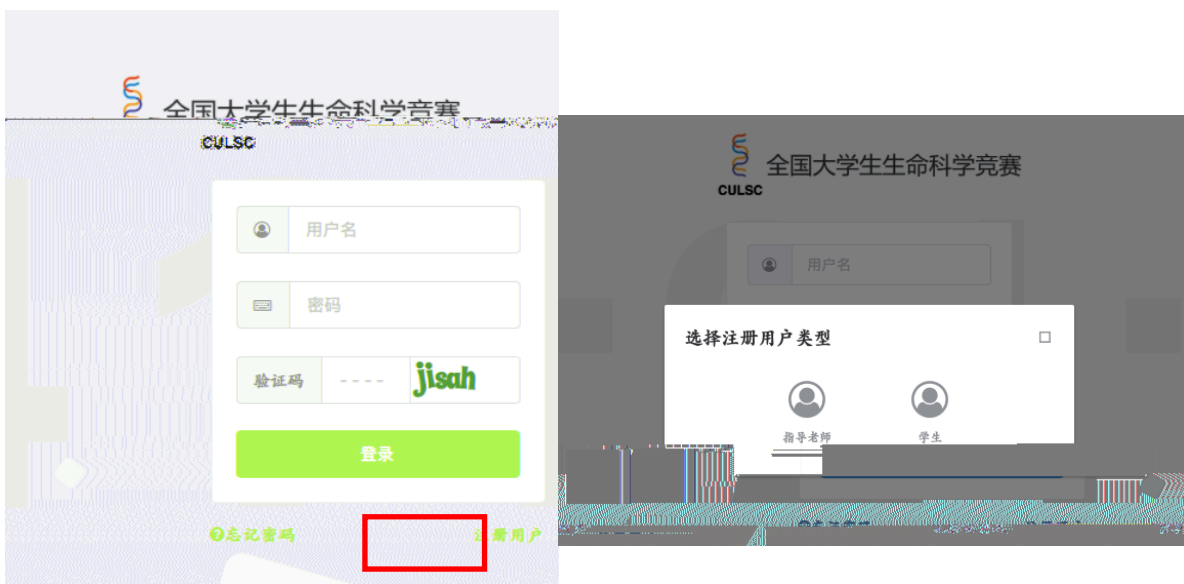 全国大学生生命科学竞赛
CULSC
用户名
密码
验证码 ---- jisah
登录
忘记密码 注册用户
全国大学生生命科学竞赛
CULSC
用户名
选择注册用户类型
指导老师 学生